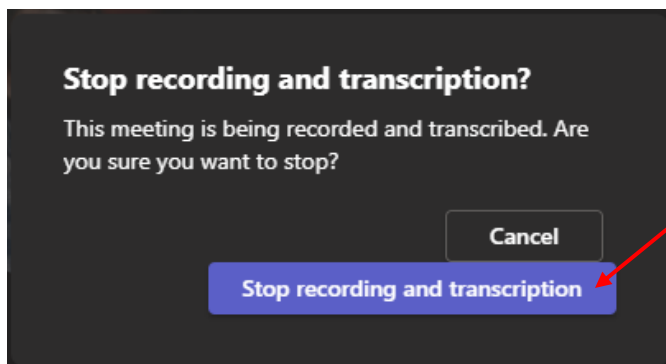 Stop recording and transcription?
This meeting is being recorded and transcribed. Are
you sure you want to stop?
Cancel
Stop recording and transcription